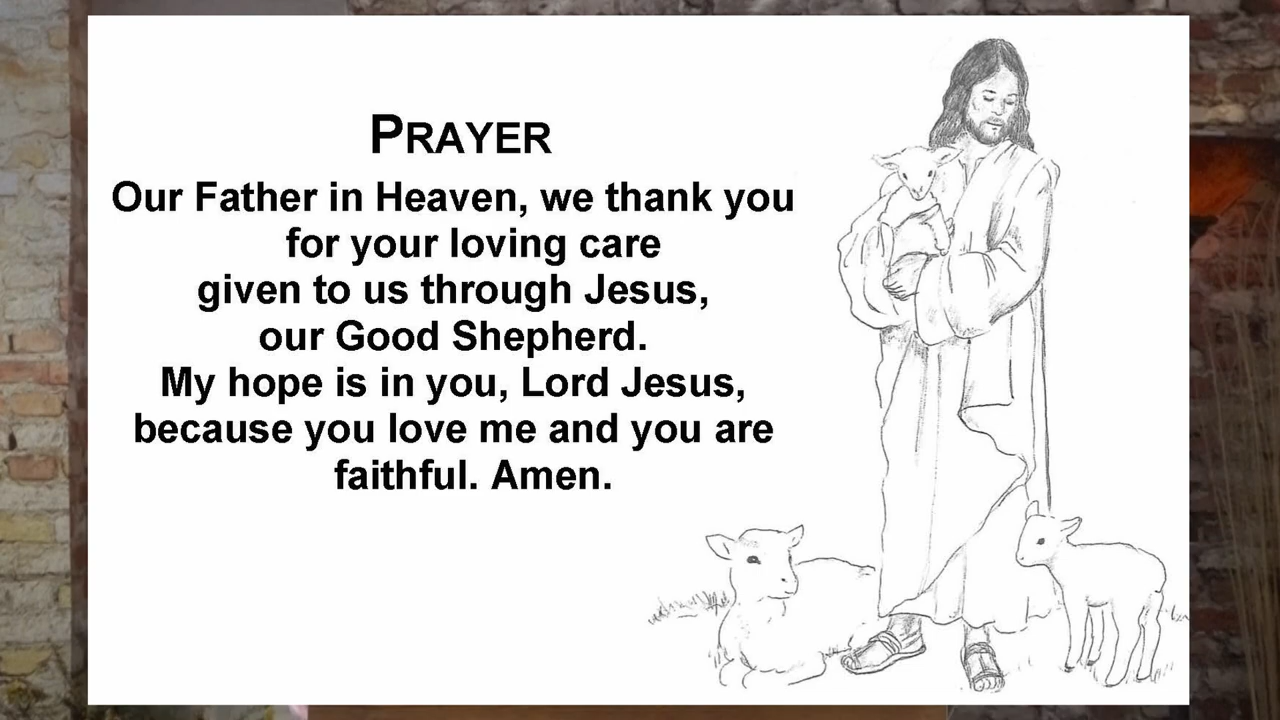 PRAYER
Our Father in Heaven, we thank you
for your loving care
given to us through Jesus,
our Good Shepherd.
My hope is in you, Lord Jesus,
because you love me and you are
faithful. Amen.